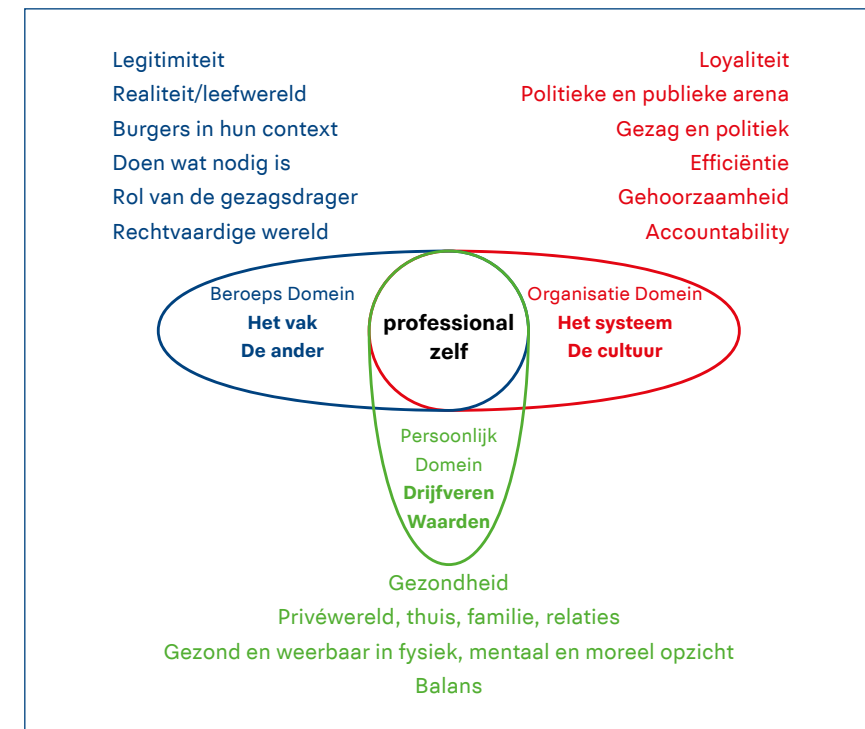 Legitimiteit
Realiteit/leefwereld
Burgers in hun context
Doen wat nodig is
Rol van de gezagsdrager
Rechtvaardige wereld
Loyaliteit
Politieke en publieke arena
Gezag en politiek
Efficiëntie
Gehoorzaamheid
Accountability
Beroeps Domein
Het vak
De ander
professional
zelf
Organisatie Domein
Het systeem
De cultuur
Persoonlijk
Domein
Drijfveren
Waarden
Gezondheid
Privéwereld, thuis, familie, relaties
Gezond en weerbaar in fysiek, mentaal en moreel opzicht
Balans